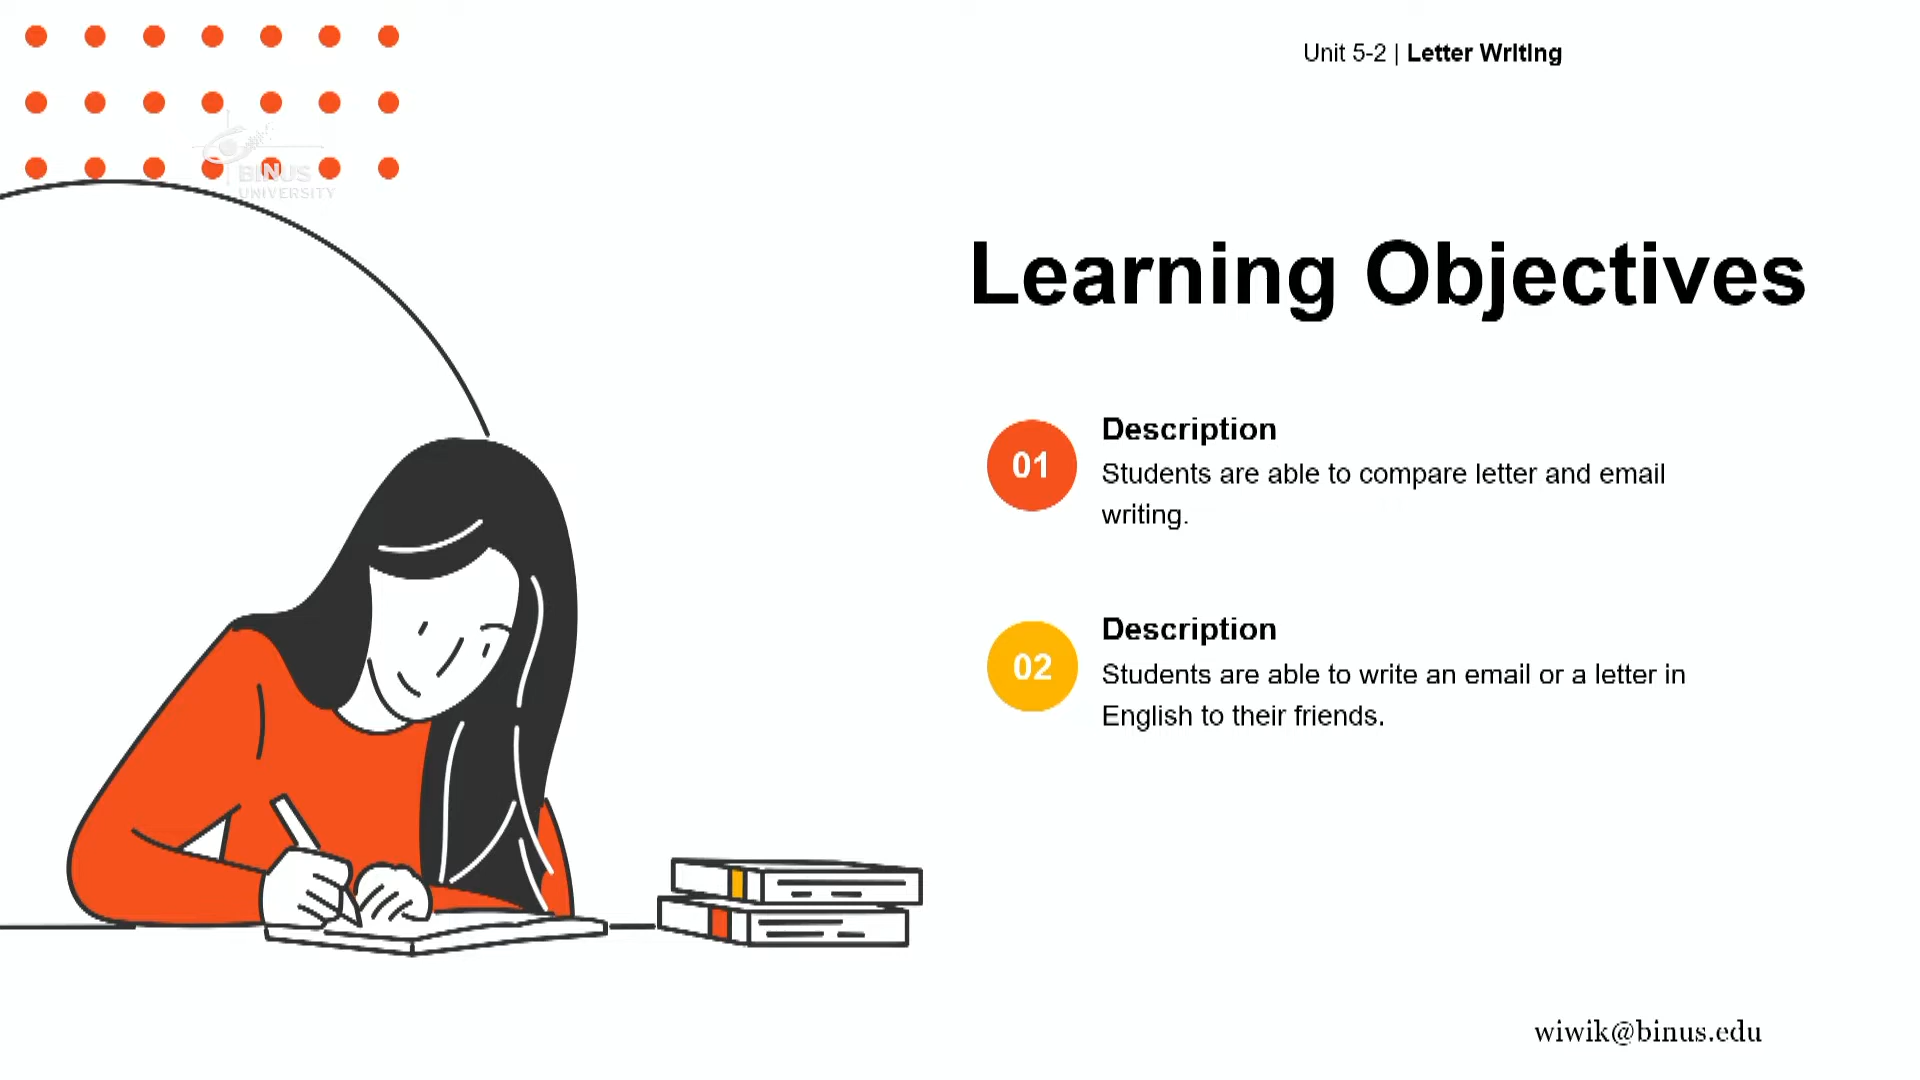 Unit 5-2 | Letter Writing
BINUS
UNIVERSITY
Learning Objectives
01
Description
Students are able to compare letter and email
writing.
02
Description
Students are able to write an email or a letter in
English to their friends.
wiwik@binus.edu